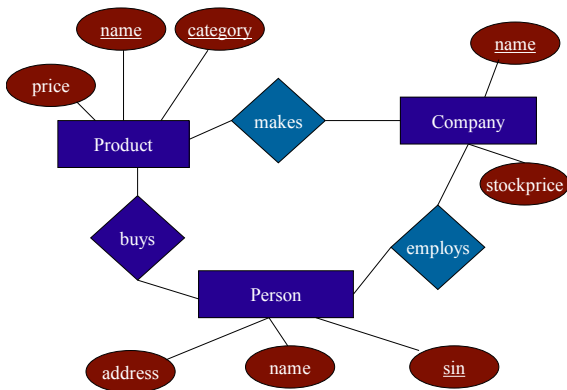 name
category
name
price
makes
Company
Product
stockprice
buys
employs
Person
address
name
sin